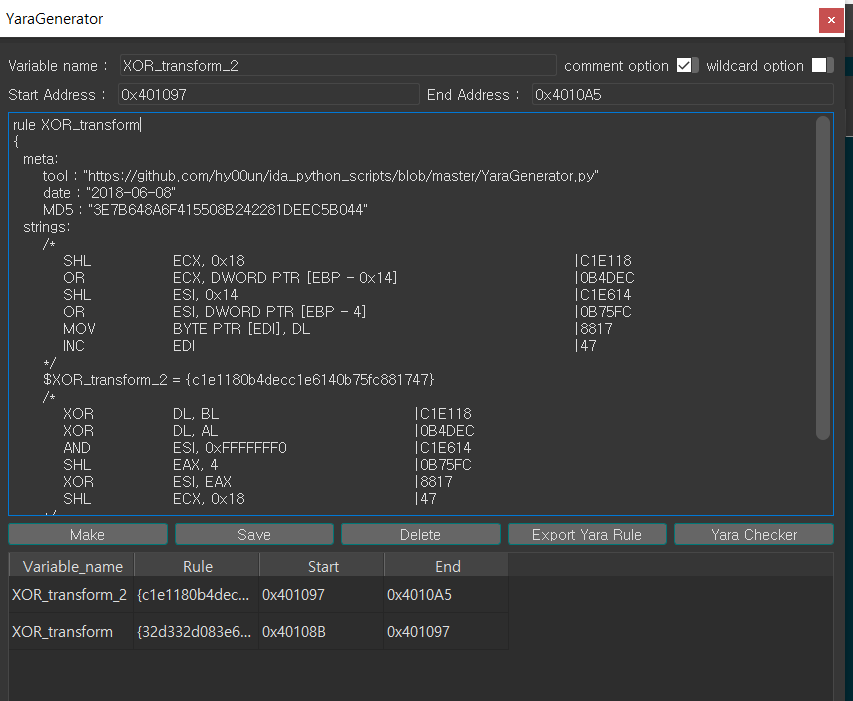 YaraGenerator
Variable name : XOR_transform_2 comment option wildcard option
Start Address : 0x401097 End Address : 0x4010A5
rule XOR_transform
{
meta:
tool : "https://github.com/hy00un/ida_python_scripts/blob/master/YaraGenerator.py"
date : "2018-06-08"
MD5 : "3E7B648A6F415508B242281DEEC5B044"
strings:
/*
SHL ECX, 0x18 |C1E118
OR ECX, DWORD PTR [EBP - 0x14] |0B4DEC
SHL ESI, 0x14 |C1E614
OR ESI, DWORD PTR [EBP - 4] |0B75FC
MOV BYTE PTR [EDI], DL |8817
INC EDI |47
*/
$XOR_transform_2 = {c1e1180b4decc1e6140b75fc881747}
/*
XOR DL, BL |C1E118
XOR DL, AL |0B4DEC
AND ESI, 0xFFFFFFF0 |C1E614
SHL EAX, 4 |0B75FC
XOR ESI, EAX |8817
SHL ECX, 0x18 |47
Make Save Delete Export Yara Rule Yara Checker
Variable_name Rule Start End
XOR_transform_2 {c1e1180b4dec... 0x401097 0x4010A5
XOR_transform {32d332d083e6... 0x40108B 0x401097